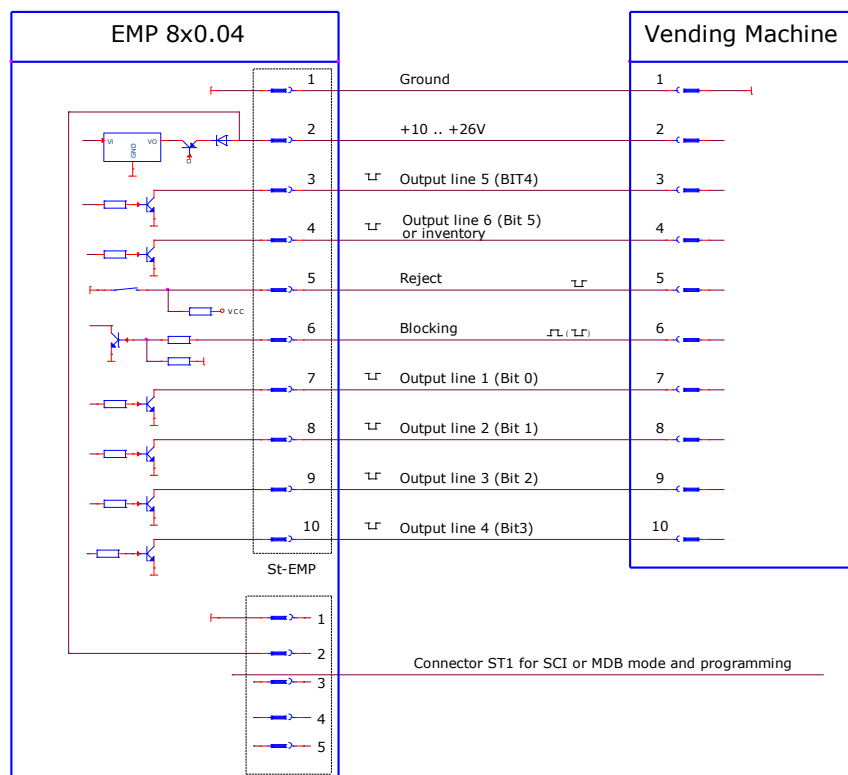 EMP 8x0.04
Vending Machine
1 Ground 1
2 +10 .. +26V 2
VI VO
GND
3 Output line 5 (BIT4) 3
4 Output line 6 (Bit 5) 4
or inventory
5 Reject 5
vcc
6 Blocking ( ) 6
7 Output line 1 (Bit 0) 7
8 Output line 2 (Bit 1) 8
9 Output line 3 (Bit 2) 9
10 Output line 4 (Bit3) 10
St-EMP
1
2
Connector ST1 for SCI or MDB mode and programming
3
4
5